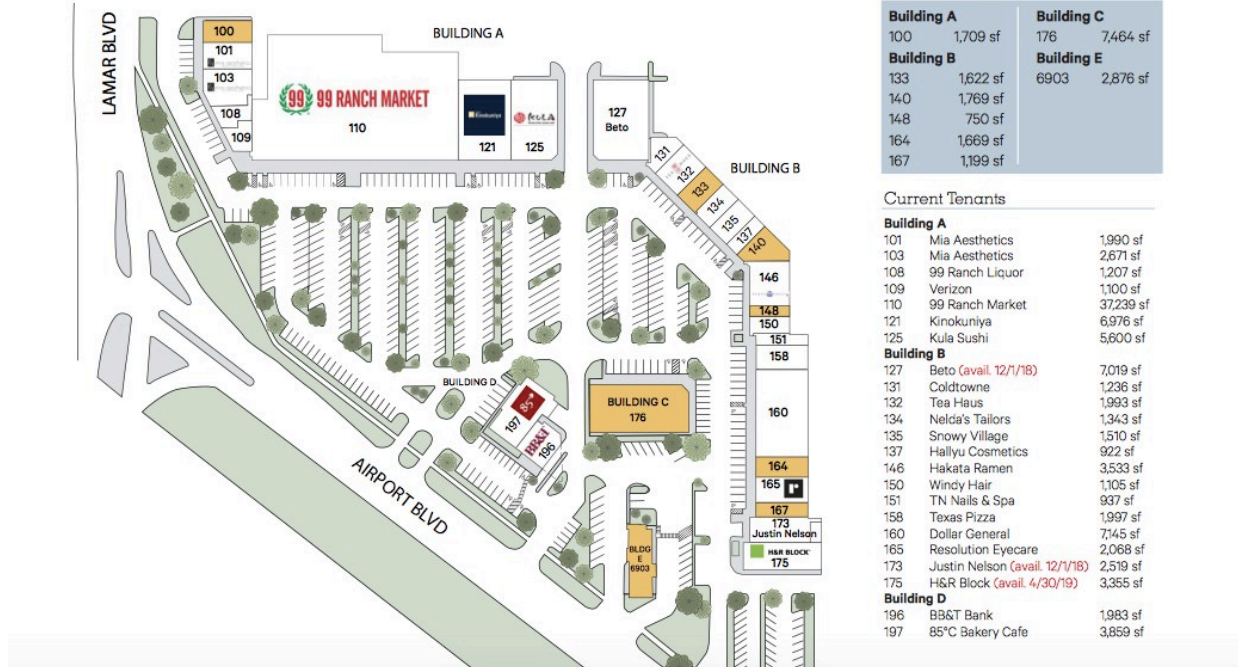 LAMAR BLVD
BUILDING A
100
101
103
108
109
99 99 RANCH MARKET
110
Kinokuniya
121
KULA
125
127
Beto
BUILDING B
131
132
133
134
135
137
140
146
148
150
151
158
160
164
165 r
167
173
Justin Nelson
H&R BLOCK
175
BUILDING D
85°
197
BB&T
196
BUILDING C
176
BLDG
E
6903
AIRPORT BLVD
Building A
100 1,709 sf
Building B
133 1,622 sf
140 1,769 sf
148 750 sf
164 1,669 sf
167 1,199 sf
Building C
176 7,464 sf
Building E
6903 2,876 sf
Current Tenants
Building A
101 Mia Aesthetics 1,990 sf
103 Mia Aesthetics 2,671 sf
108 99 Ranch Liquor 1,207 sf
109 Verizon 1,100 sf
110 99 Ranch Market 37,239 sf
121 Kinokuniya 6,976 sf
125 Kula Sushi 5,600 sf
Building B
127 Beto (avail. 12/1/18) 7,019 sf
131 Coldtowne 1,236 sf
132 Tea Haus 1,993 sf
134 Nelda's Tailors 1,343 sf
135 Snowy Village 1,510 sf
137 Hallyu Cosmetics 922 sf
146 Hakata Ramen 3,533 sf
150 Windy Hair 1,105 sf
151 TN Nails & Spa 937 sf
158 Texas Pizza 1,997 sf
160 Dollar General 7,145 sf
165 Resolution Eyecare 2,068 sf
173 Justin Nelson (avail. 12/1/18) 2,519 sf
175 H&R Block (avail. 4/30/19) 3,355 sf
Building D
196 BB&T Bank 1,983 sf
197 85°C Bakery Cafe 3,859 sf